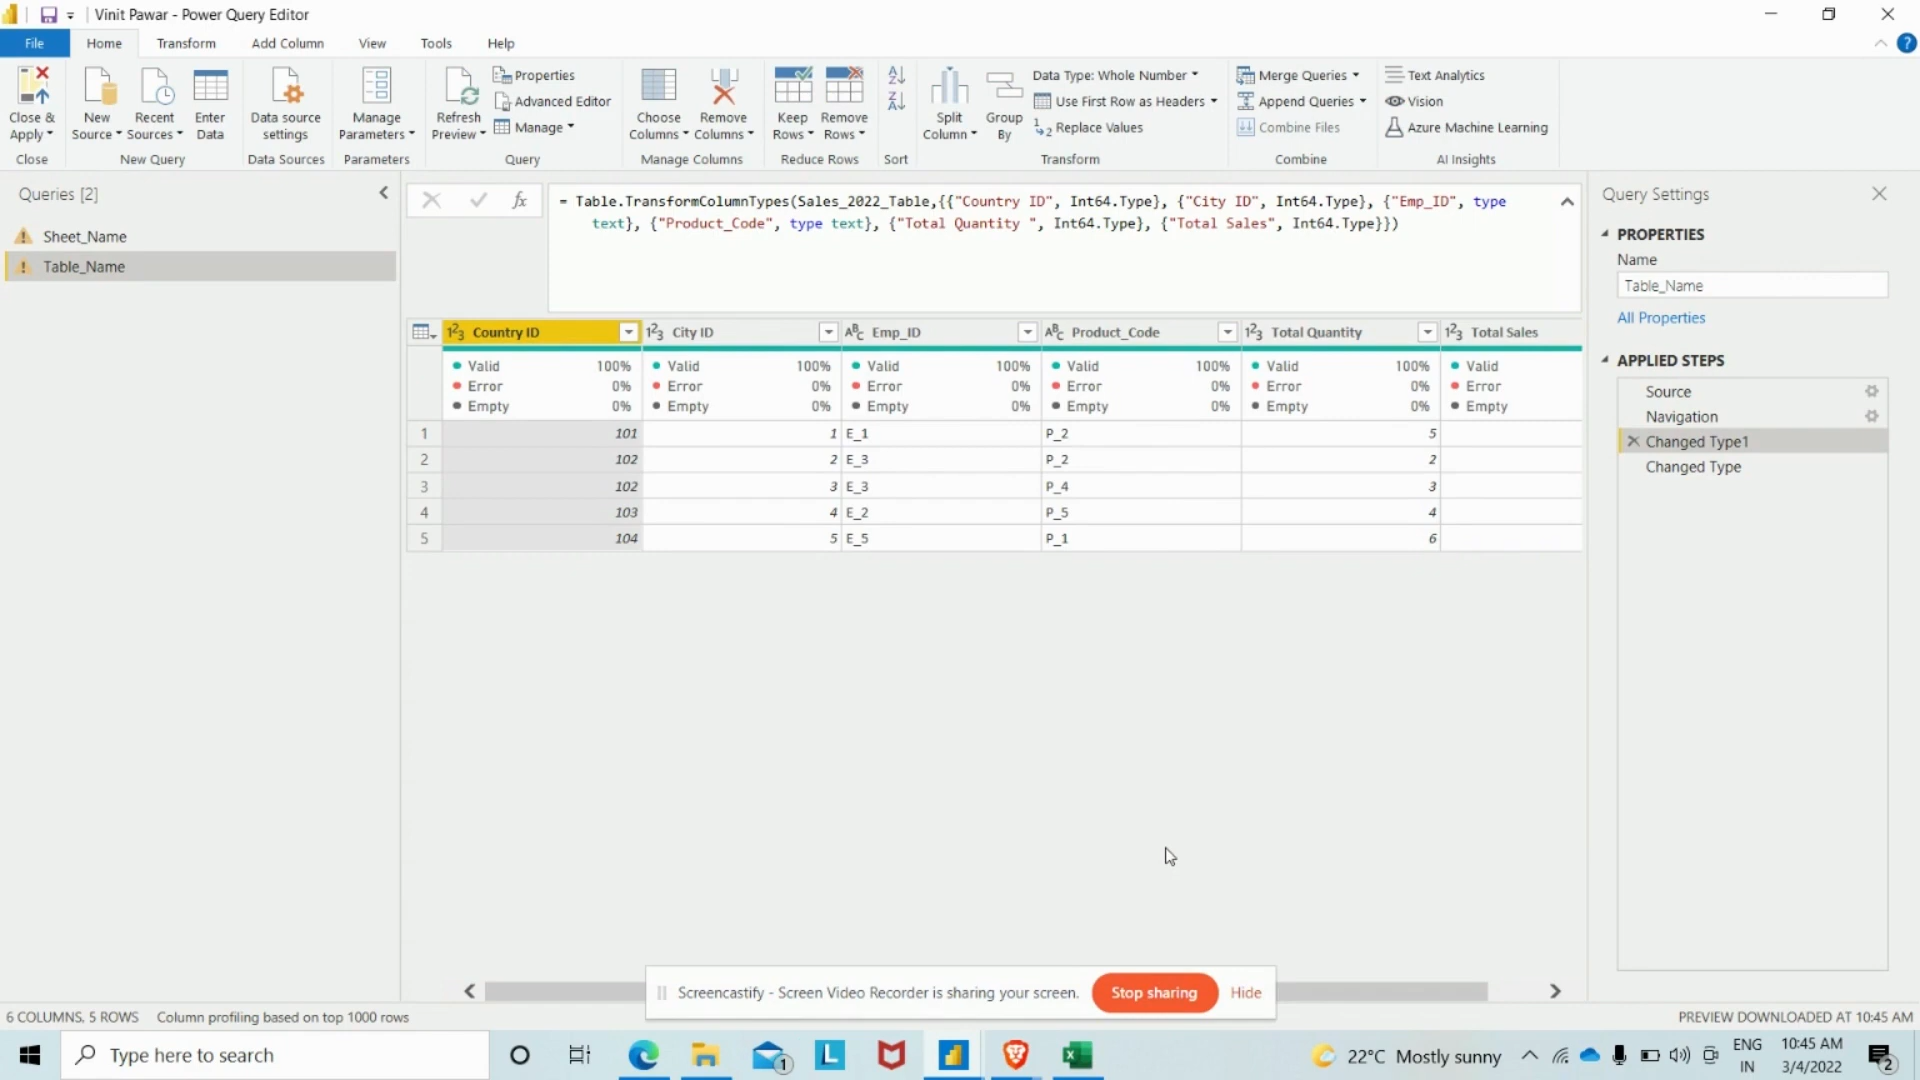 Vinit Pawar - Power Query Editor
File Home Transform Add Column View Tools Help
Close & Apply
New Source
Recent Sources
Enter Data
Data source settings
Manage Parameters
Refresh Preview
Properties
Advanced Editor
Manage
Choose Columns
Remove Columns
Keep Rows
Remove Rows
Split Column
Group By
Data Type: Whole Number
Use First Row as Headers
Replace Values
Merge Queries
Append Queries
Combine Files
Text Analytics
Vision
Azure Machine Learning
Close New Query Data Sources Parameters Query Manage Columns Reduce Rows Sort Transform Combine AI Insights
Queries [2]
Sheet_Name
Table_Name
fx
= Table.TransformColumnTypes(Sales_2022_Table,{{"Country ID", Int64.Type}, {"City ID", Int64.Type}, {"Emp_ID", type
text}, {"Product_Code", type text}, {"Total Quantity ", Int64.Type}, {"Total Sales", Int64.Type}})
123 Country ID 123 City ID ABC Emp_ID ABC Product_Code 123 Total Quantity 123 Total Sales
Valid 100% Valid 100% Valid 100% Valid 100% Valid 100% Valid
Error 0% Error 0% Error 0% Error 0% Error 0% Error
Empty 0% Empty 0% Empty 0% Empty 0% Empty 0% Empty
1 101 1 E_1 P_2 5
2 102 2 E_3 P_2 2
3 102 3 E_3 P_4 3
4 103 4 E_2 P_5 4
5 104 5 E_5 P_1 6
Query Settings
PROPERTIES
Name
Table_Name
All Properties
APPLIED STEPS
Source
Navigation
Changed Type1
Changed Type
Screencastify - Screen Video Recorder is sharing your screen. Stop sharing Hide
6 COLUMNS, 5 ROWS Column profiling based on top 1000 rows
PREVIEW DOWNLOADED AT 10:45 AM
Type here to search
1
L
22°C Mostly sunny
ENG
IN
10:45 AM
3/4/2022
2